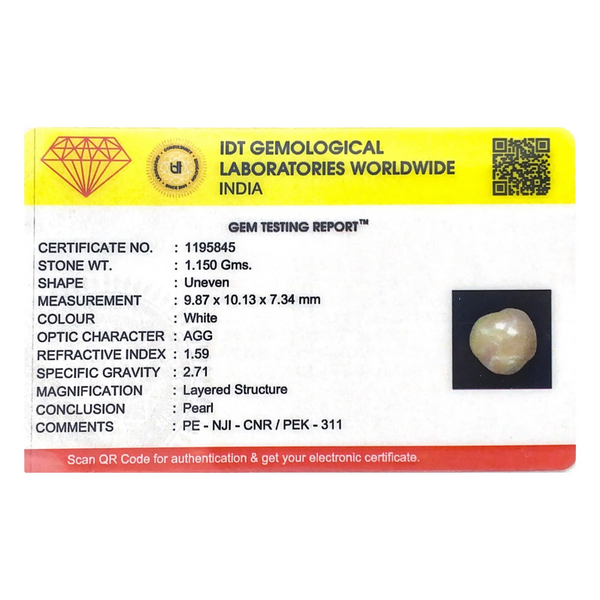 IDT GEMOLOGICAL
LABORATORIES WORLDWIDE
INDIA
GEM TESTING REPORT™
CERTIFICATE NO. : 1195845
STONE WT. : 1.150 Gms.
SHAPE : Uneven
MEASUREMENT : 9.87 x 10.13 x 7.34 mm
COLOUR : White
OPTIC CHARACTER : AGG
REFRACTIVE INDEX : 1.59
SPECIFIC GRAVITY : 2.71
MAGNIFICATION : Layered Structure
CONCLUSION : Pearl
COMMENTS : PE - NJI - CNR / PEK - 311
Scan QR Code for authentication & get your electronic certificate.